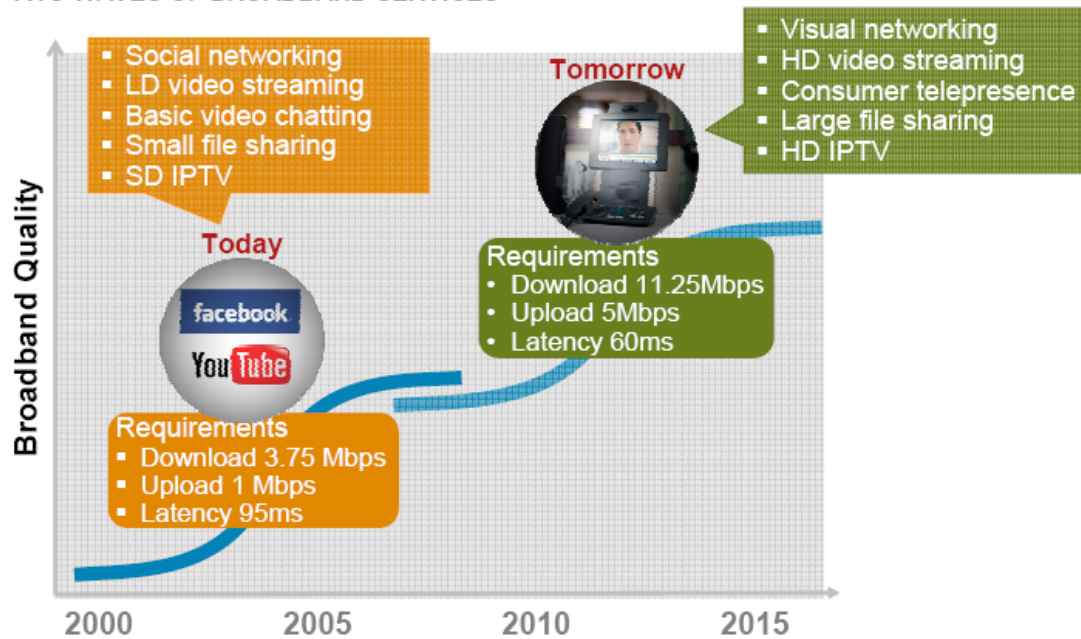 ▪ Social networking
▪ LD video streaming
▪ Basic video chatting
▪ Small file sharing
▪ SD IPTV
▪ Visual networking
▪ HD video streaming
▪ Consumer telepresence
▪ Large file sharing
▪ HD IPTV
Tomorrow
Today
facebook
YouTube
Requirements
• Download 11.25Mbps
• Upload 5Mbps
• Latency 60ms
Requirements
▪ Download 3.75 Mbps
▪ Upload 1 Mbps
▪ Latency 95ms
Broadband Quality
2000 2005 2010 2015